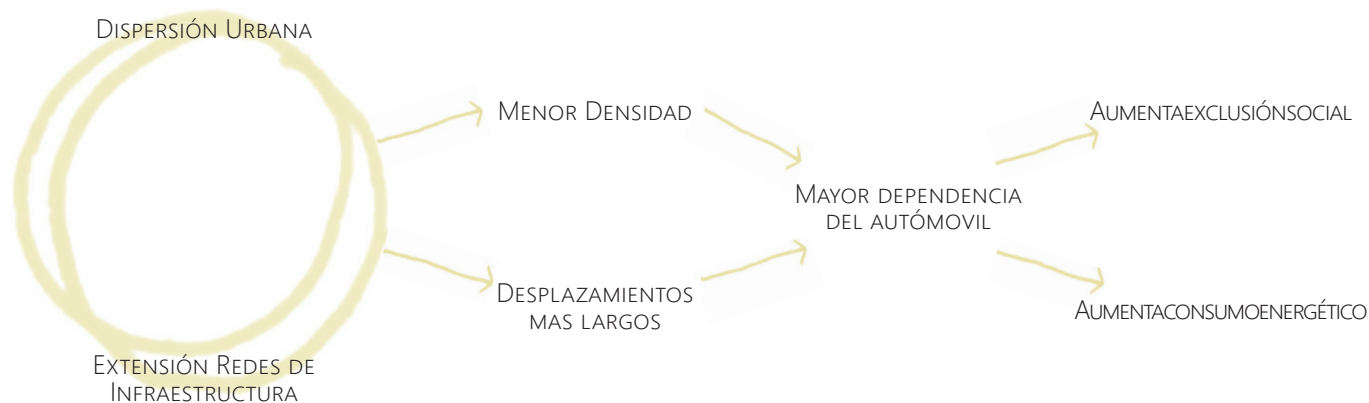 Dispersión Urbana
Menor Densidad
Aumentaexclusiónsocial
Mayor dependencia
del autómovil
Desplazamientos
mas largos
Aumentaconsumoenergético
Extensión Redes de
Infraestructura